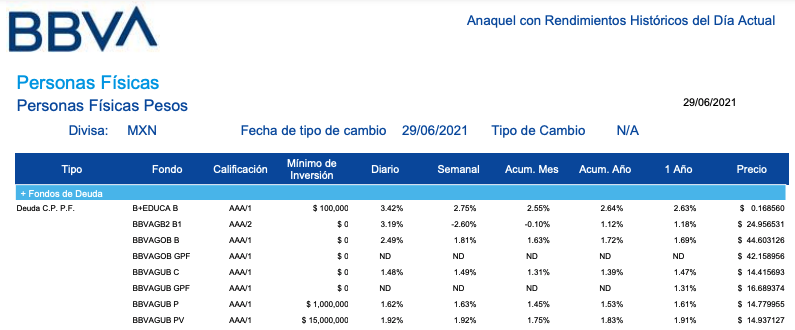 BBVA
Anaquel con Rendimientos Históricos del Día Actual
Personas Físicas
Personas Físicas Pesos
29/06/2021
Divisa: MXN Fecha de tipo de cambio 29/06/2021 Tipo de Cambio N/A
Tipo Fondo Calificación Mínimo de Inversión Diario Semanal Acum. Mes Acum. Año 1 Año Precio
+ Fondos de Deuda
Deuda C.P. P.F. B+EDUCA B AAA/1 $ 100,000 3.42% 2.75% 2.55% 2.64% 2.63% $ 0.168560
BBVAGB2 B1 AAA/2 $ 0 3.19% -2.60% -0.10% 1.12% 1.18% $ 24.956531
BBVAGOB B AAA/1 $ 0 2.49% 1.81% 1.63% 1.72% 1.69% $ 44.603126
BBVAGOB GPF AAA/1 $ 0 ND ND ND ND ND $ 42.158956
BBVAGUB C AAA/1 $ 0 1.48% 1.49% 1.31% 1.39% 1.47% $ 14.415693
BBVAGUB GPF AAA/1 $ 0 ND ND ND ND 1.31% $ 16.689374
BBVAGUB P AAA/1 $ 1,000,000 1.62% 1.63% 1.45% 1.53% 1.61% $ 14.779955
BBVAGUB PV AAA/1 $ 15,000,000 1.92% 1.92% 1.75% 1.83% 1.91% $ 14.937127